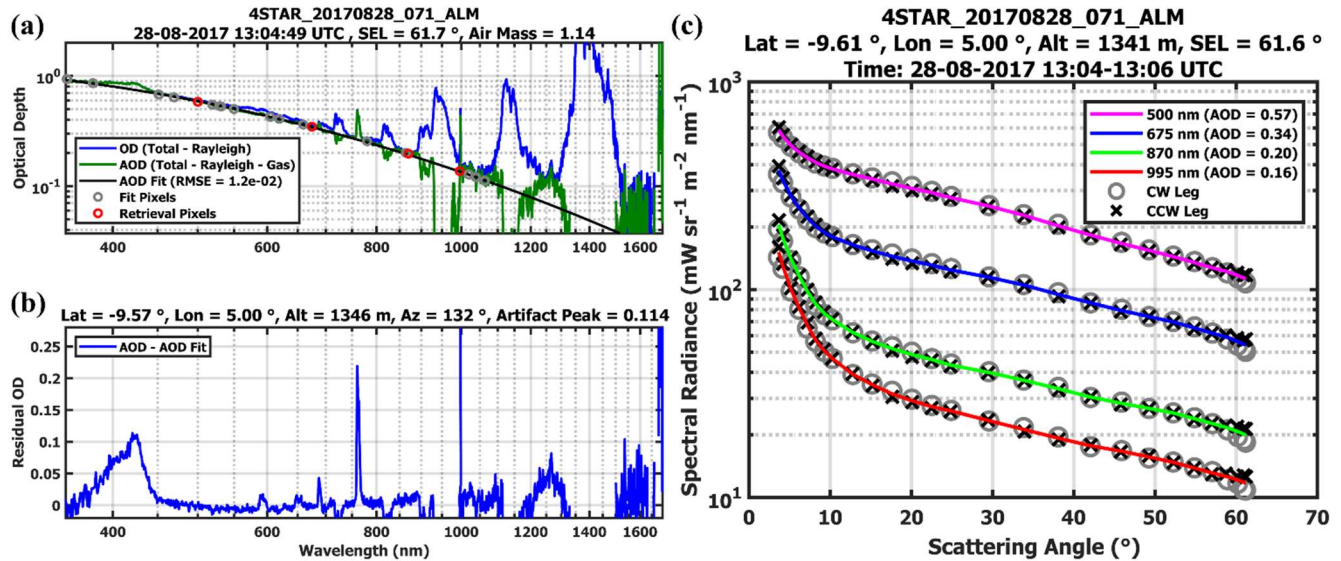 (a)
4STAR_20170828_071_ALM
28-08-2017 13:04:49 UTC , SEL = 61.7 °, Air Mass = 1.14
Optical Depth
10⁰
10⁻¹
OD (Total - Rayleigh)
AOD (Total - Rayleigh - Gas)
AOD Fit (RMSE = 1.2e-02)
Fit Pixels
Retrieval Pixels
400 600 800 1000 1200 1400 1600
(b)
Lat = -9.57 °, Lon = 5.00 °, Alt = 1346 m, Az = 132 °, Artifact Peak = 0.114
Residual OD
0.25
0.2
0.15
0.1
0.05
0
AOD - AOD Fit
400 600 800 1000 1200 1400 1600
Wavelength (nm)
(c)
4STAR_20170828_071_ALM
Lat = -9.61 °, Lon = 5.00 °, Alt = 1341 m, SEL = 61.6 °
Time: 28-08-2017 13:04-13:06 UTC
Spectral Radiance (mW sr⁻¹ m⁻² nm⁻¹)
10³
10²
10¹
500 nm (AOD = 0.57)
675 nm (AOD = 0.34)
870 nm (AOD = 0.20)
995 nm (AOD = 0.16)
CW Leg
CCW Leg
0 10 20 30 40 50 60 70
Scattering Angle (°)